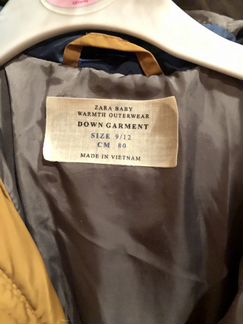 ZARA BABY
WARMTH OUTERWEAR
DOWN GARMENT
SIZE 9/12
CM 80
MADE IN VIETNAM